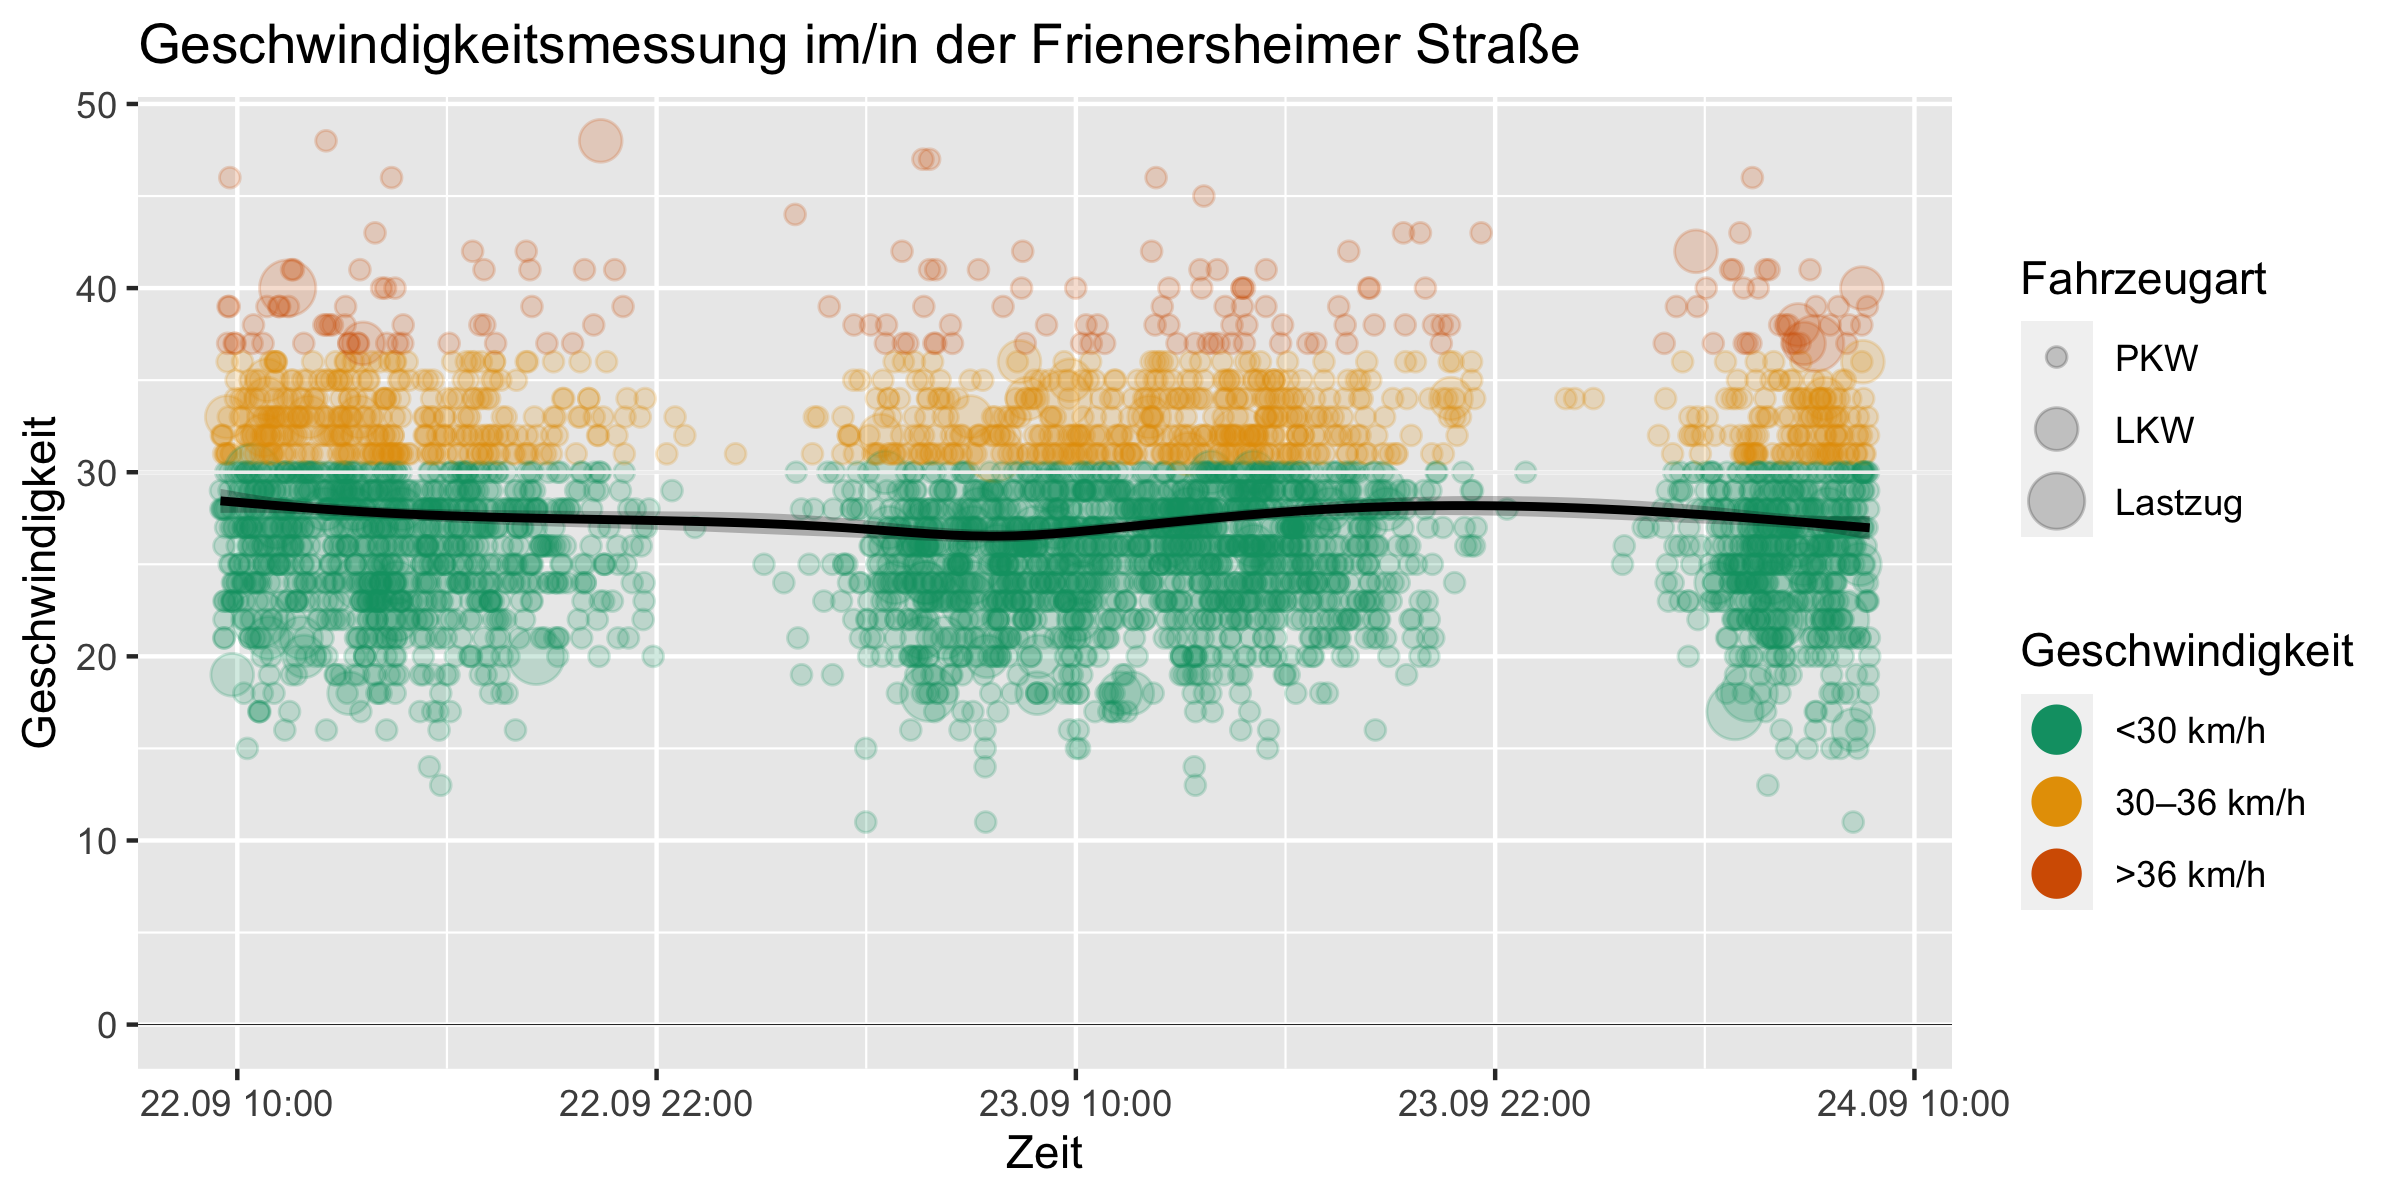 Geschwindigkeitsmessung im/in der Frienersheimer Straße
Geschwindigkeit
50
40
30
20
10
0
22.09 10:00
22.09 22:00
23.09 10:00
23.09 22:00
24.09 10:00
Zeit
Fahrzeugart
PKW
LKW
Lastzug
Geschwindigkeit
<30 km/h
30–36 km/h
>36 km/h